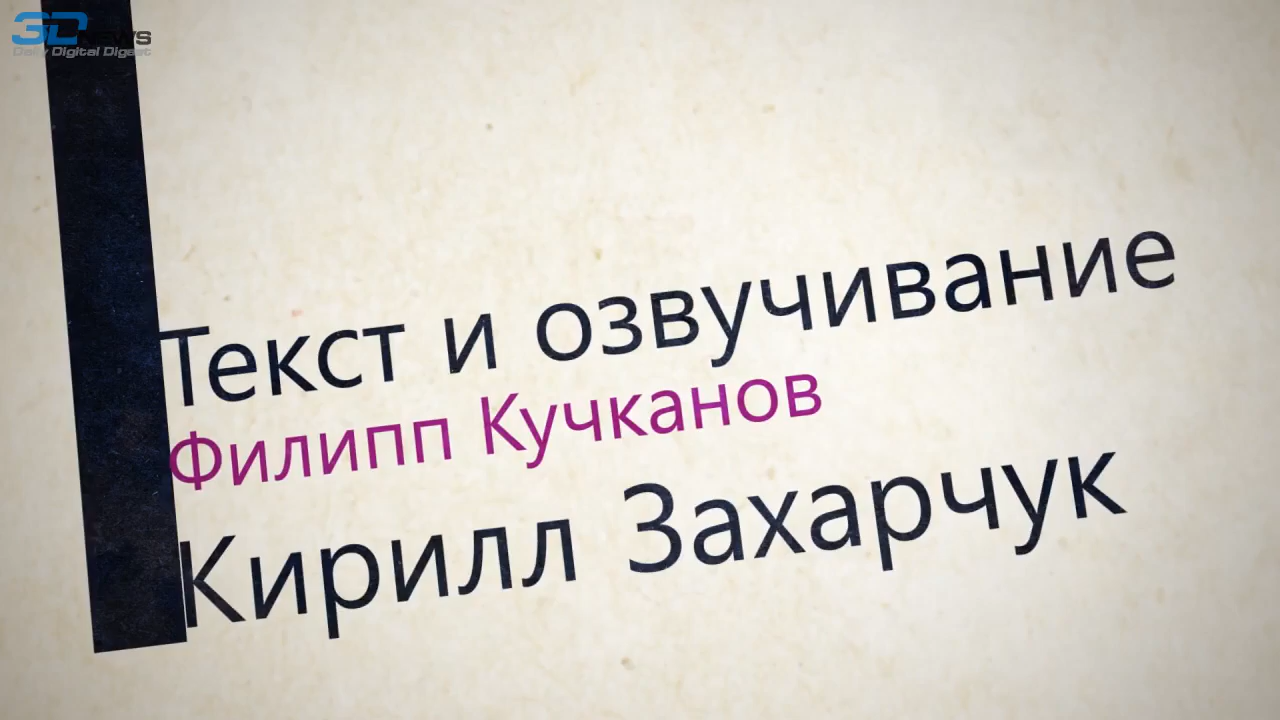 3DNews
Daily Digital Digest
Текст и озвучивание
Филипп Кучканов
Кирилл Захарчук